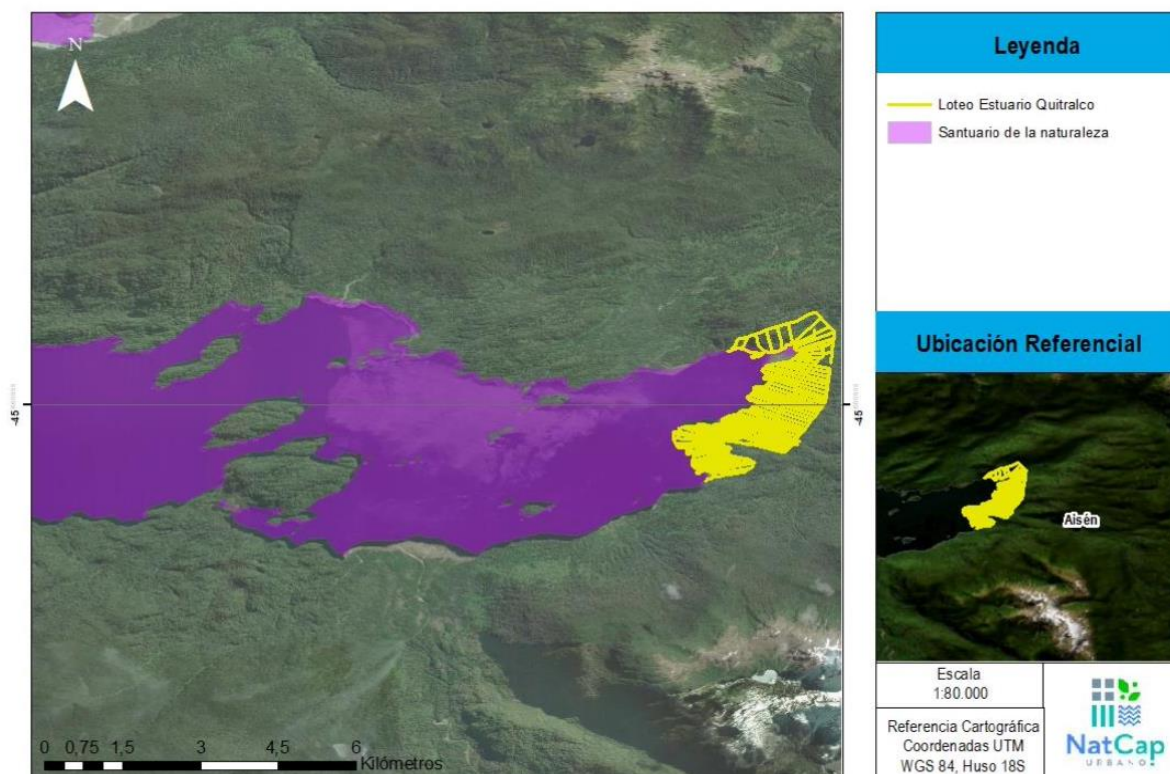 N
-45
-45
0 0,75 1,5 3 4,5 6
Kilómetros
Leyenda
Loteo Estuario Quitralco
Santuario de la naturaleza
Ubicación Referencial
Aisén
Escala
1:80.000
Referencia Cartográfica
Coordenadas UTM
WGS 84, Huso 18S
NatCap
URBANO